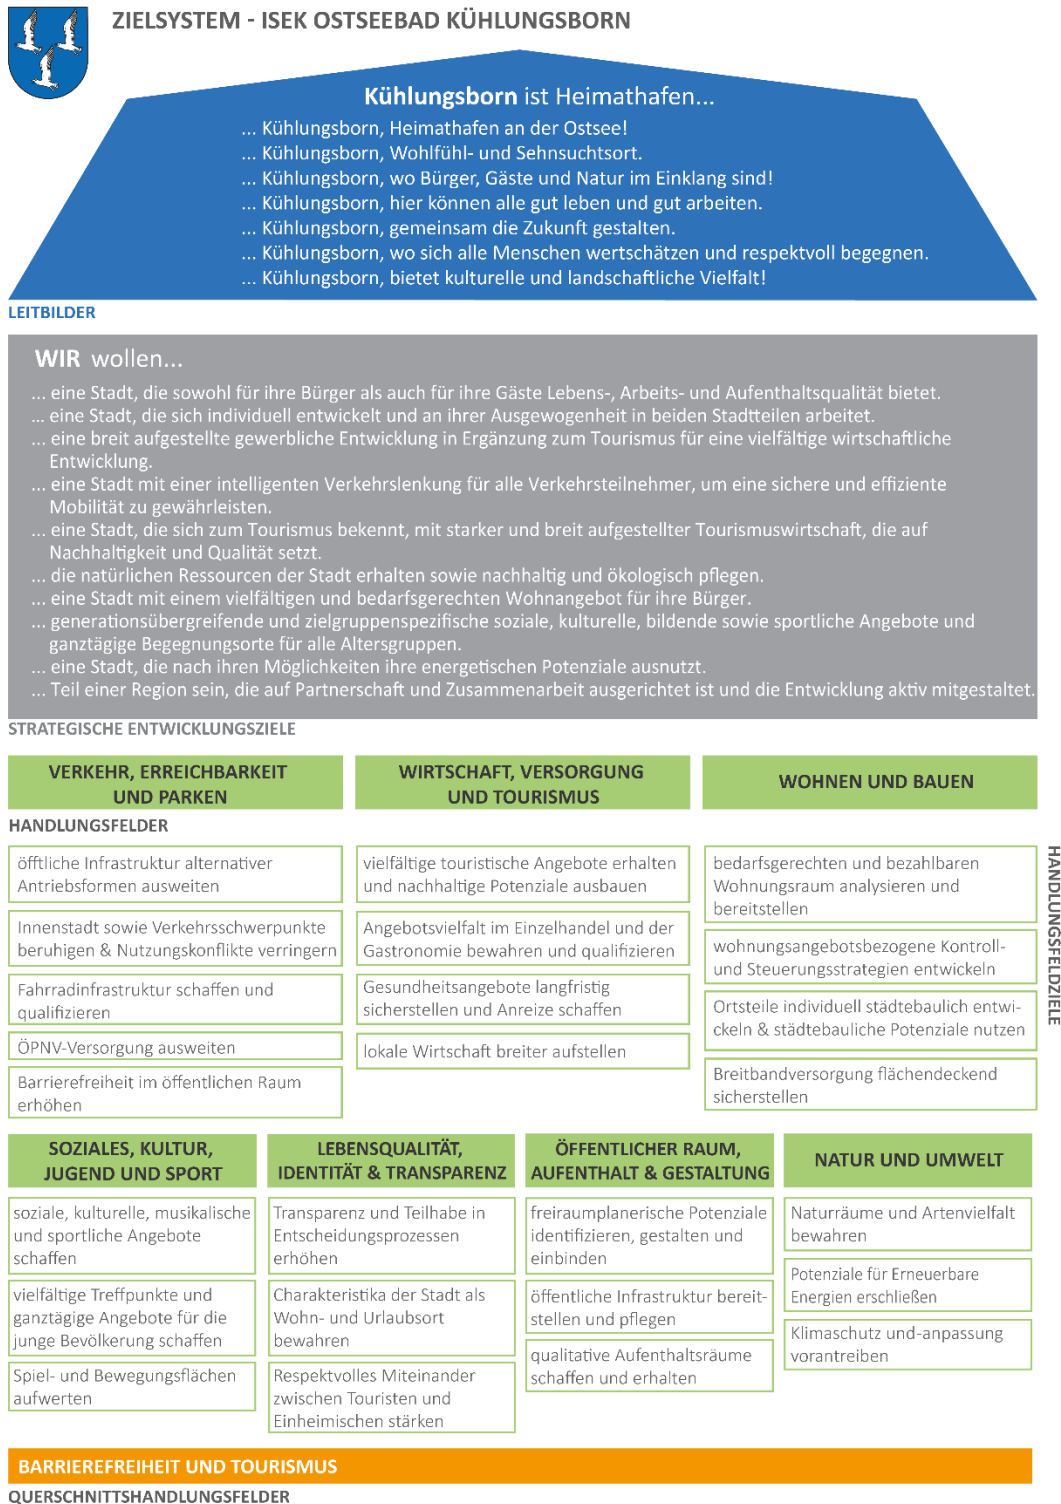 ZIELSYSTEM - ISEK OSTSEEBAD KÜHLUNGSBORN
Kühlungsborn ist Heimathafen...
... Kühlungsborn, Heimathafen an der Ostsee!
... Kühlungsborn, Wohlfühl- und Sehnsuchtsort.
... Kühlungsborn, wo Bürger, Gäste und Natur im Einklang sind!
... Kühlungsborn, hier können alle gut leben und gut arbeiten.
... Kühlungsborn, gemeinsam die Zukunft gestalten.
... Kühlungsborn, wo sich alle Menschen wertschätzen und respektvoll begegnen.
... Kühlungsborn, bietet kulturelle und landschaftliche Vielfalt!
LEITBILDER
WIR wollen...
... eine Stadt, die sowohl für ihre Bürger als auch für ihre Gäste Lebens-, Arbeits- und Aufenthaltsqualität bietet.
... eine Stadt, die sich individuell entwickelt und an ihrer Ausgewogenheit in beiden Stadtteilen arbeitet.
... eine breit aufgestellte gewerbliche Entwicklung in Ergänzung zum Tourismus für eine vielfältige wirtschaftliche
Entwicklung.
... eine Stadt mit einer intelligenten Verkehrslenkung für alle Verkehrsteilnehmer, um eine sichere und effiziente
Mobilität zu gewährleisten.
... eine Stadt, die sich zum Tourismus bekennt, mit starker und breit aufgestellter Tourismuswirtschaft, die auf
Nachhaltigkeit und Qualität setzt.
... die natürlichen Ressourcen der Stadt erhalten sowie nachhaltig und ökologisch pflegen.
... eine Stadt mit einem vielfältigen und bedarfsgerechten Wohnangebot für ihre Bürger.
... generationsübergreifende und zielgruppenspezifische soziale, kulturelle, bildende sowie sportliche Angebote und
ganztägige Begegnungsorte für alle Altersgruppen.
... eine Stadt, die nach ihren Möglichkeiten ihre energetischen Potenziale ausnutzt.
... Teil einer Region sein, die auf Partnerschaft und Zusammenarbeit ausgerichtet ist und die Entwicklung aktiv mitgestaltet.
STRATEGISCHE ENTWICKLUNGSZIELE
VERKEHR, ERREICHBARKEIT
UND PARKEN
WIRTSCHAFT, VERSORGUNG
UND TOURISMUS
WOHNEN UND BAUEN
HANDLUNGSFELDER
öfftliche Infrastruktur alternativer
Antriebsformen ausweiten
Innenstadt sowie Verkehrsschwerpunkte
beruhigen & Nutzungskonflikte verringern
Fahrradinfrastruktur schaffen und
qualifizieren
ÖPNV-Versorgung ausweiten
Barrierefreiheit im öffentlichen Raum
erhöhen
vielfältige touristische Angebote erhalten
und nachhaltige Potenziale ausbauen
Angebotsvielfalt im Einzelhandel und der
Gastronomie bewahren und qualifizieren
Gesundheitsangebote langfristig
sicherstellen und Anreize schaffen
lokale Wirtschaft breiter aufstellen
bedarfsgerechten und bezahlbaren
Wohnungsraum analysieren und
bereitstellen
wohnungsangebotsbezogene Kontroll-
und Steuerungsstrategien entwickeln
Ortsteile individuell städtebaulich entwi-
ckeln & städtebauliche Potenziale nutzen
Breitbandversorgung flächendeckend
sicherstellen
HANDLUNGSFELDZIELE
SOZIALES, KULTUR,
JUGEND UND SPORT
soziale, kulturelle, musikalische
und sportliche Angebote
schaffen
vielfältige Treffpunkte und
ganztägige Angebote für die
junge Bevölkerung schaffen
Spiel- und Bewegungsflächen
aufwerten
LEBENSQUALITÄT,
IDENTITÄT & TRANSPARENZ
Transparenz und Teilhabe in
Entscheidungsprozessen
erhöhen
Charakteristika der Stadt als
Wohn- und Urlaubsort
bewahren
Respektvolles Miteinander
zwischen Touristen und
Einheimischen stärken
ÖFFENTLICHER RAUM,
AUFENTHALT & GESTALTUNG
freiraumplanerische Potenziale
identifizieren, gestalten und
einbinden
öffentliche Infrastruktur bereit-
stellen und pflegen
qualitative Aufenthaltsräume
schaffen und erhalten
NATUR UND UMWELT
Naturräume und Artenvielfalt
bewahren
Potenziale für Erneuerbare
Energien erschließen
Klimaschutz und-anpassung
vorantreiben
BARRIEREFREIHEIT UND TOURISMUS
QUERSCHNITTSHANDLUNGSFELDER